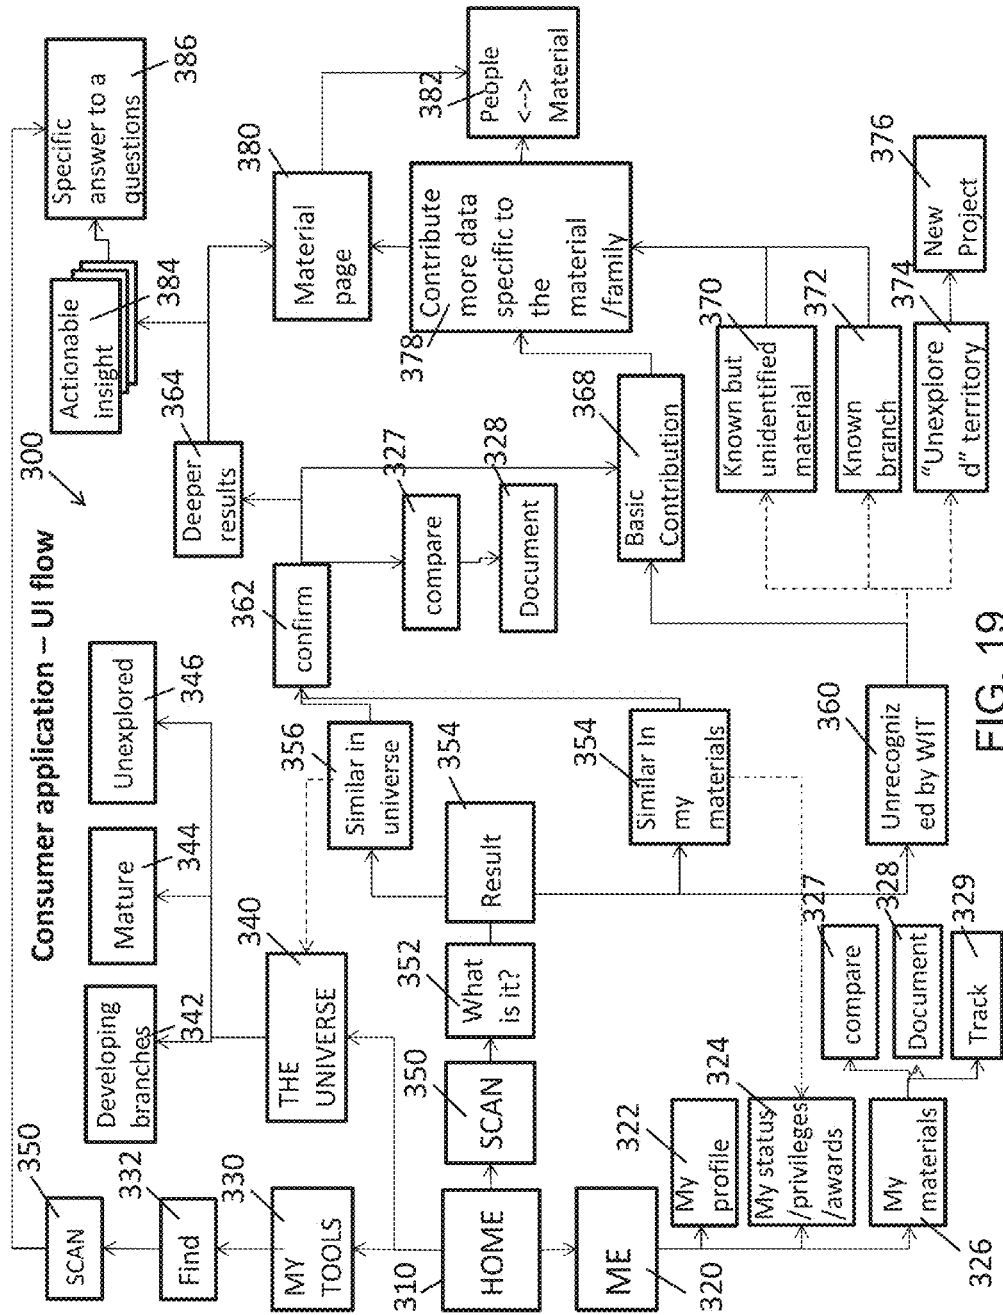 Consumer application – UI flow
300
SCAN
350
Find
332
MY
TOOLS
330
HOME
310
ME
320
Developing
branches
342
Mature
344
Unexplored
346
THE
UNIVERSE
340
SCAN
350
What
is it?
352
Result
354
My
profile
322
My status
/privileges
/awards
324
My
materials
326
compare
327
Document
328
Track
329
Similar in
universe
356
Similar In
my
materials
354
Unrecogniz
ed by WIT
360
confirm
362
Deeper
results
364
compare
327
Document
328
Basic
Contribution
368
Known but
unidentified
material
370
Known
branch
372
“Unexplore
d” territory
374
New
Project
376
Actionable
insight
384
Specific
answer to a
questions
386
Material
page
380
Contribute
more data
specific to
the
material
/family
378
People
<-->
Material
382
FIG. 19